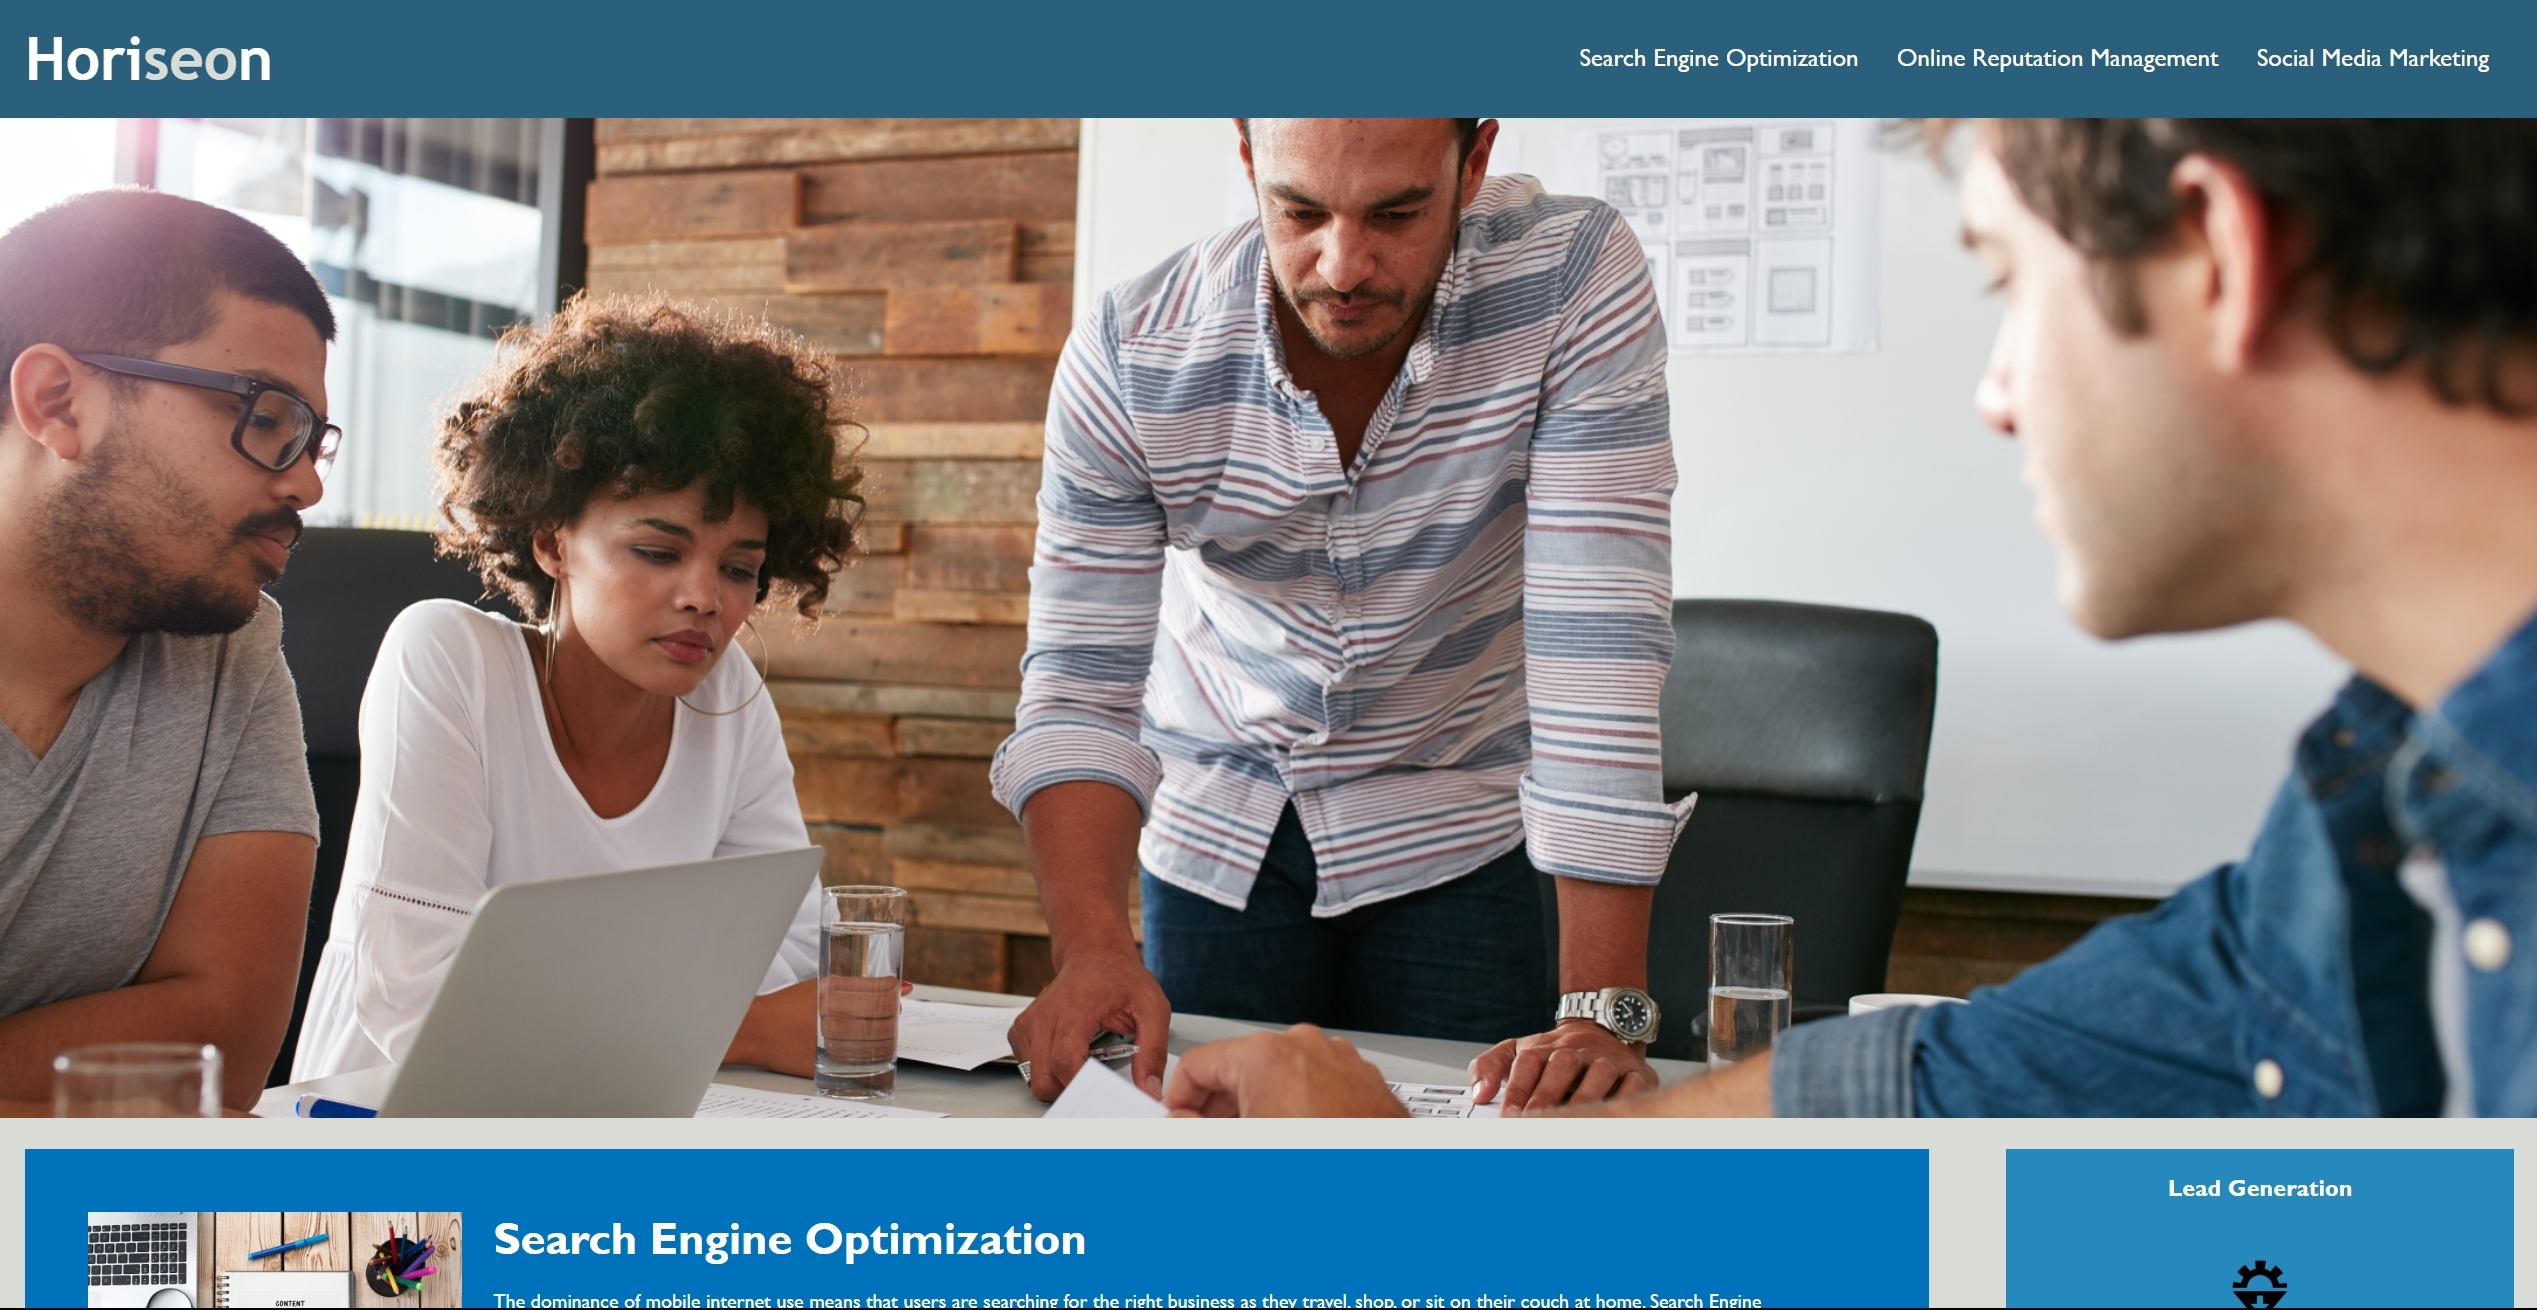 Horiseon
Search Engine Optimization
Online Reputation Management
Social Media Marketing
Lead Generation
Search Engine Optimization
CONTENT
The dominance of mobile internet use means that users are searching for the right business as they travel, shop, or sit on their couch at home. Search Engine